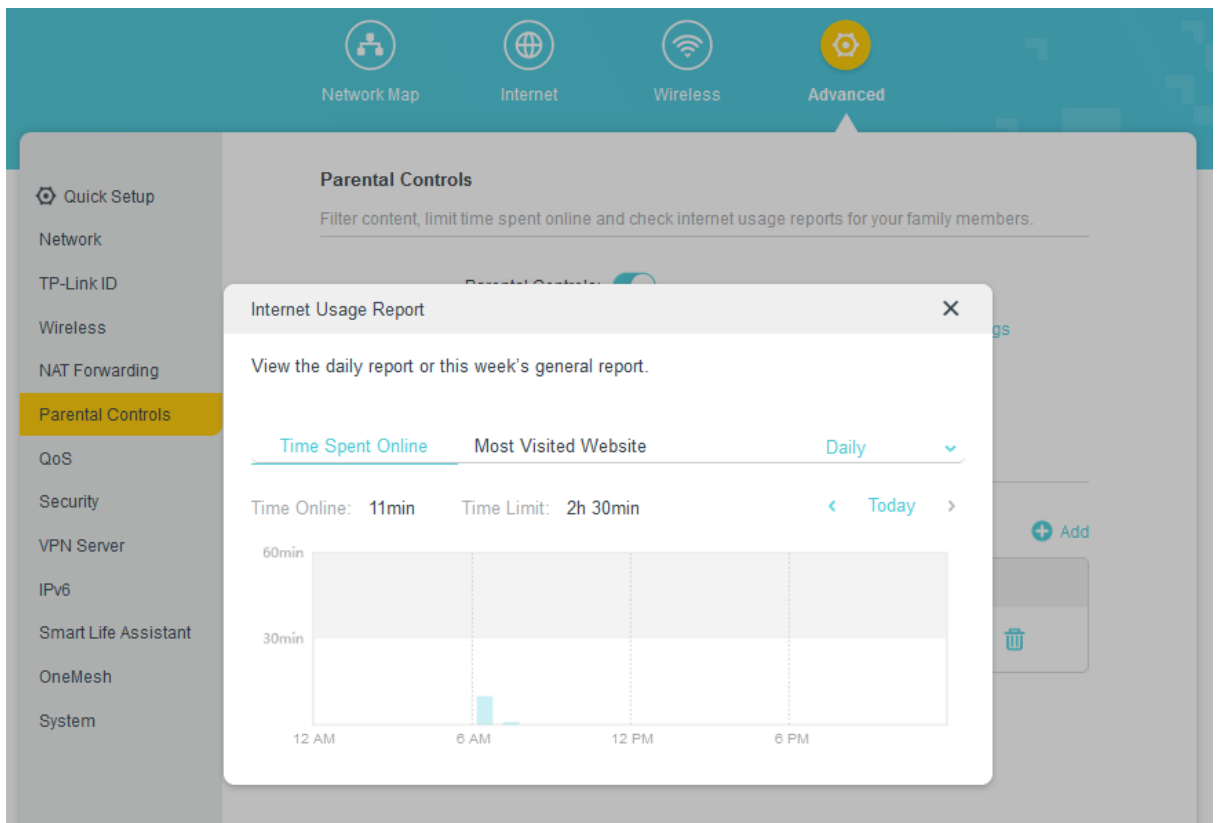 Network Map Internet Wireless Advanced
Parental Controls
Filter content, limit time spent online and check internet usage reports for your family members.
Quick Setup
Network
TP-Link ID
Wireless
NAT Forwarding
Parental Controls
QoS
Security
VPN Server
IPv6
Smart Life Assistant
OneMesh
System
Parental Controls:
Internet Usage Report
gs
View the daily report or this week's general report.
Time Spent Online Most Visited Website Daily
Time Online: 11min Time Limit: 2h 30min Today
Add
60min
30min
12 AM 6 AM 12 PM 6 PM